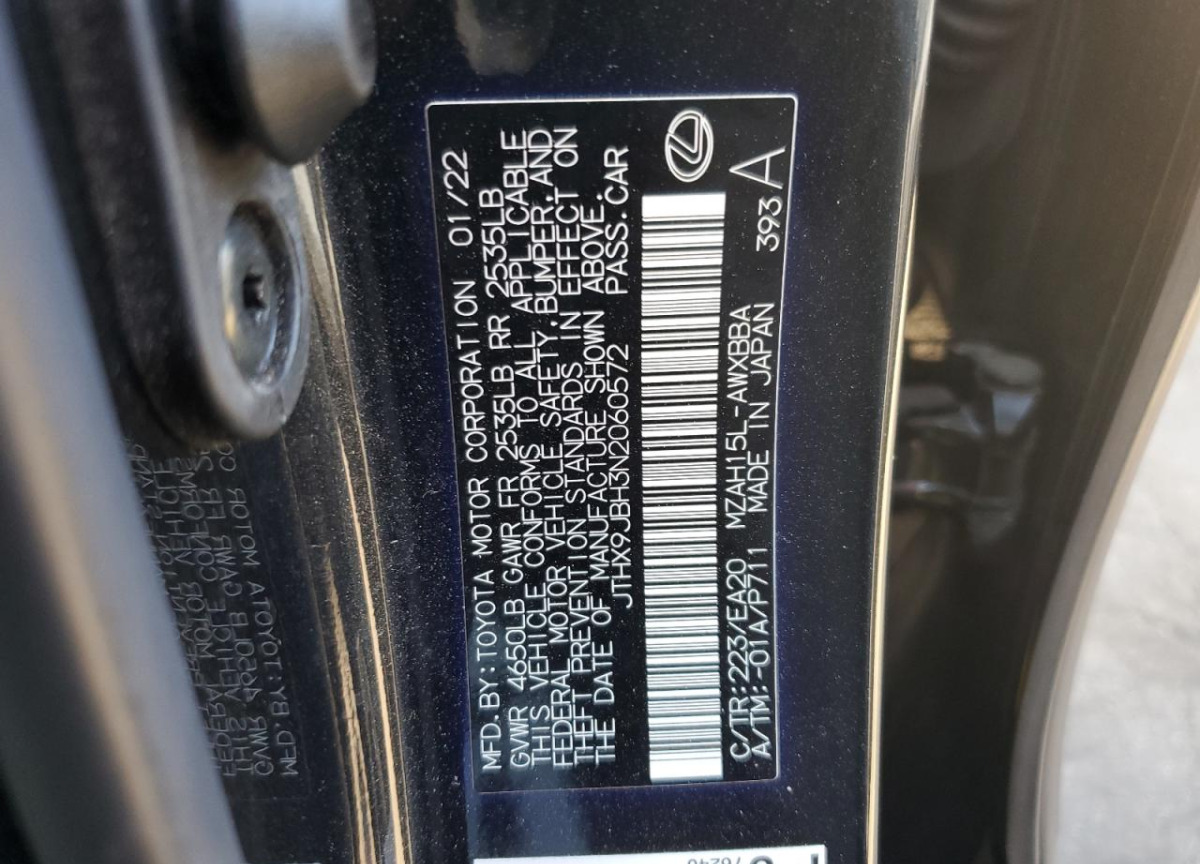 MFD.BY:TOYOTA MOTOR CORPORATION 01/22
GVWR 4650LB GAWR FR 2535LB RR 2535LB
THIS VEHICLE CONFORMS TO ALL APPLICABLE
FEDERAL MOTOR VEHICLE SAFETY,BUMPER,AND
THEFT PREVENTION STANDARDS IN EFFECT ON
THE DATE OF MANUFACTURE SHOWN ABOVE.
JTHX9JBH3N2060572 PASS.CAR
C/TR:223/EA20 MZAH15L-AWXBBA
A/TM:-01A/P711 MADE IN JAPAN 393 A